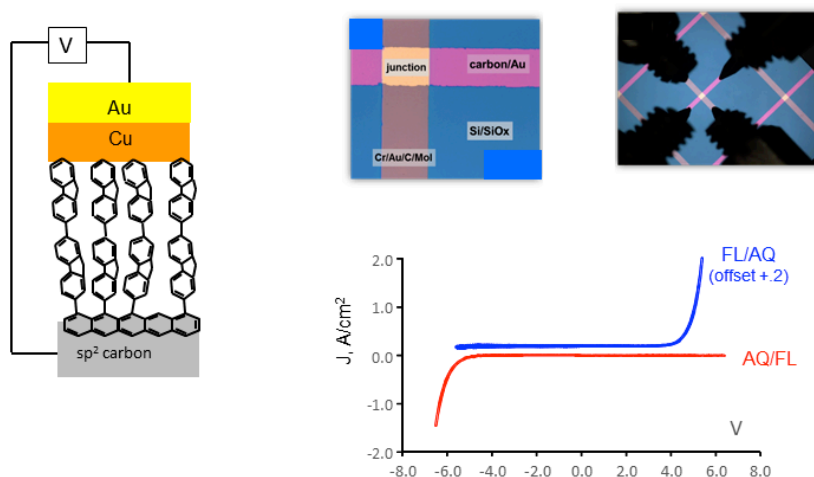 V
Au
Cu
sp² carbon
junction
carbon/Au
Si/SiOx
Cr/Au/C/Mol
J, A/cm²
2.0
1.0
0.0
-1.0
-2.0
FL/AQ
(offset +.2)
AQ/FL
V
-8.0 -6.0 -4.0 -2.0 0.0 2.0 4.0 6.0 8.0